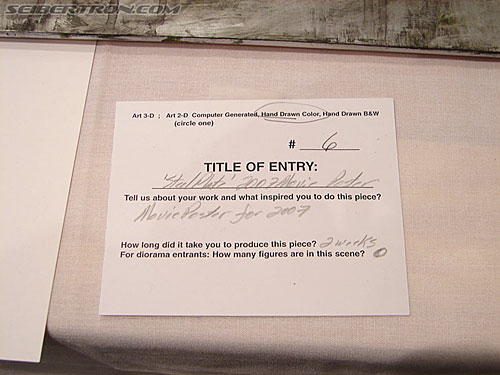 SEIBERTRON.COM
Art 3-D ; Art 2-D Computer Generated, Hand Drawn Color, Hand Drawn B&W
(circle one)
# 6
TITLE OF ENTRY:
2007 Movie Poster
Tell us about your work and what inspired you to do this piece?
Movie Poster for 2007
How long did it take you to produce this piece? 2 weeks
For diorama entrants: How many figures are in this scene? 0